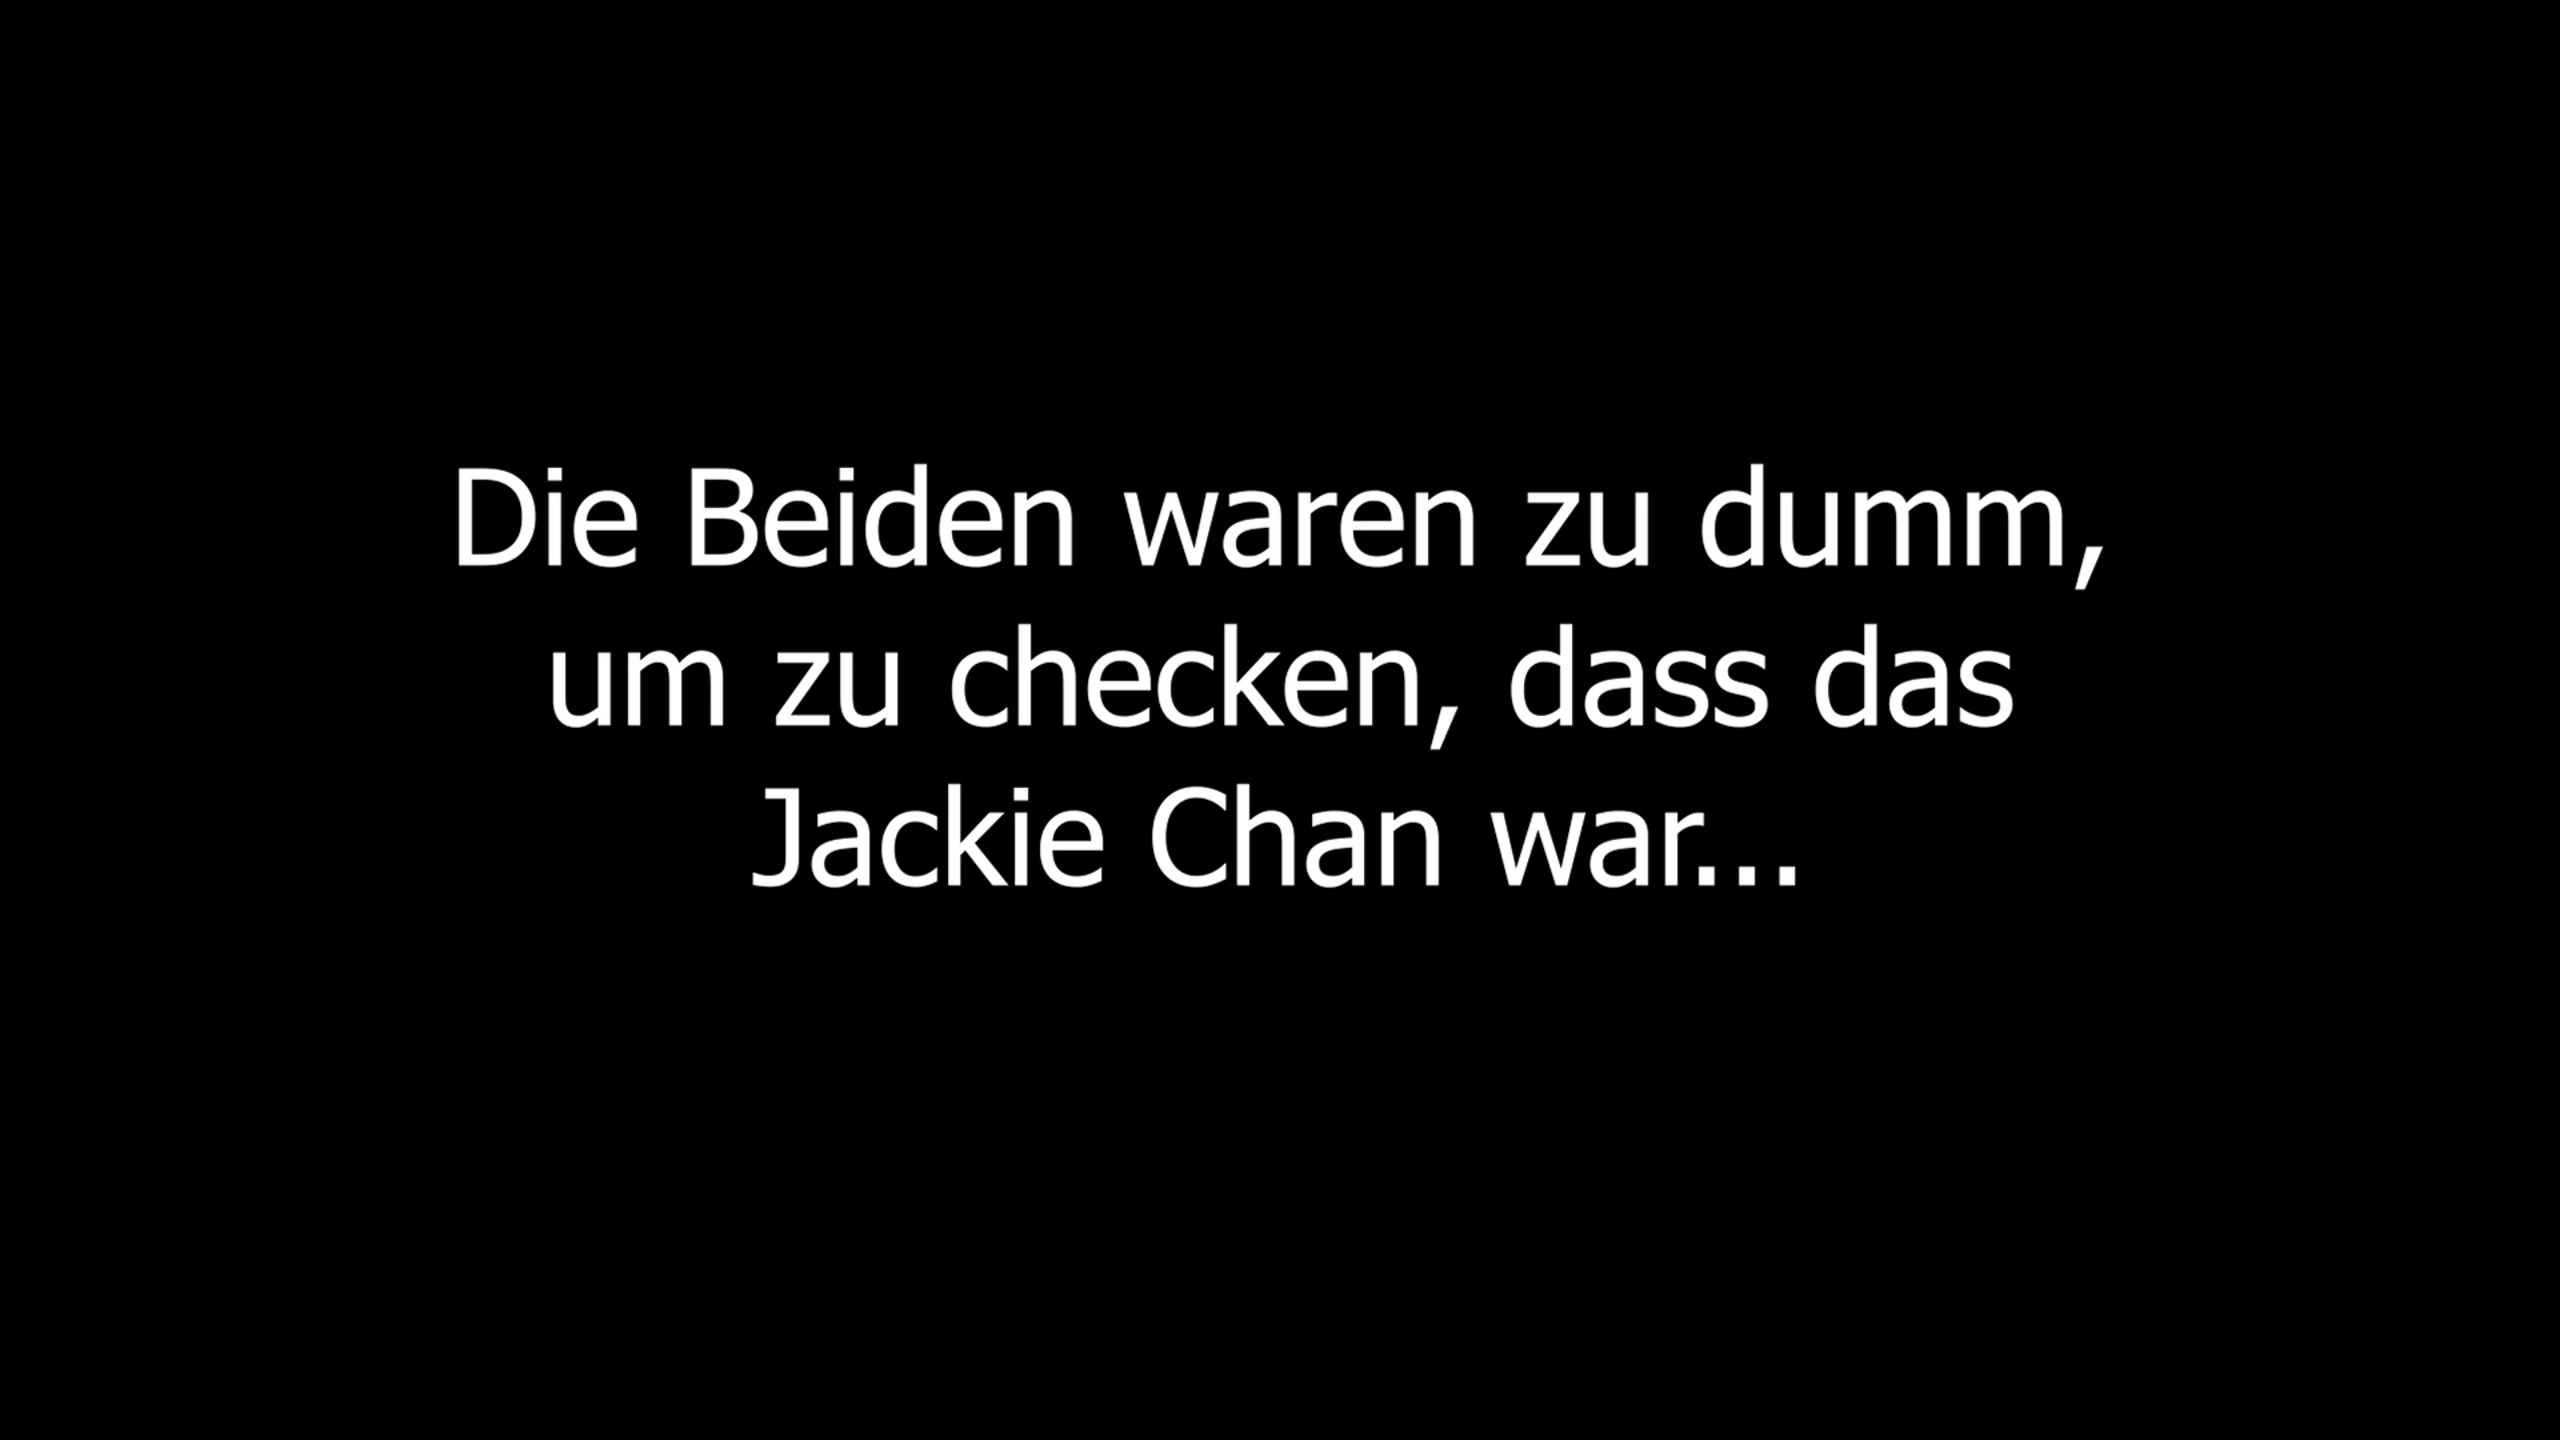 Die Beiden waren zu dumm,
um zu checken, dass das
Jackie Chan war...